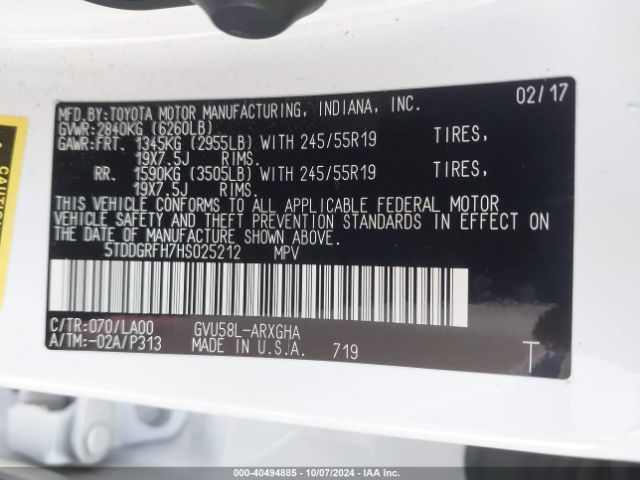 MFD.BY:TOYOTA MOTOR MANUFACTURING, INDIANA, INC. 02/17
GVWR:2840KG (6260LB)
GAWR:FRT. 1345KG (2955LB) WITH 245/55R19 TIRES,
19X7.5J RIMS.
RR. 1590KG (3505LB) WITH 245/55R19 TIRES,
19X7.5J RIMS.
THIS VEHICLE CONFORMS TO ALL APPLICABLE FEDERAL MOTOR
VEHICLE SAFETY AND THEFT PREVENTION STANDARDS IN EFFECT ON
THE DATE OF MANUFACTURE SHOWN ABOVE.
5TDDGRFH7HS025212 MPV
C/TR:070/LA00 GVU58L-ARXGHA
A/TM:-02A/P313 MADE IN U.S.A. 719 T
CAUTION
000-40494885 | 10/07/2024 | IAA Inc.